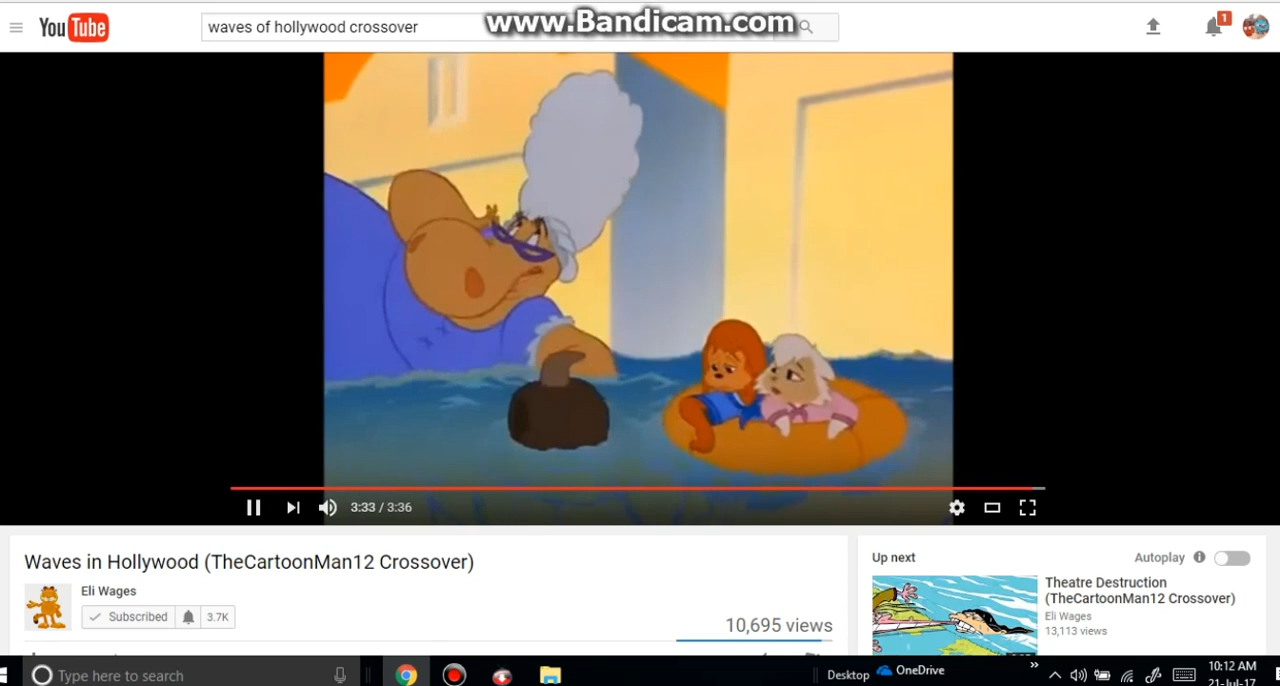 www.Bandicam.com
YouTube
waves of hollywood crossover
1
3:33 / 3:36
Waves in Hollywood (TheCartoonMan12 Crossover)
Eli Wages
Subscribed 3.7K
10,695 views
Up next
Autoplay
Theatre Destruction
(TheCartoonMan12 Crossover)
Eli Wages
13,113 views
Type here to search
Desktop
OneDrive
10:12 AM
21-Jul-17